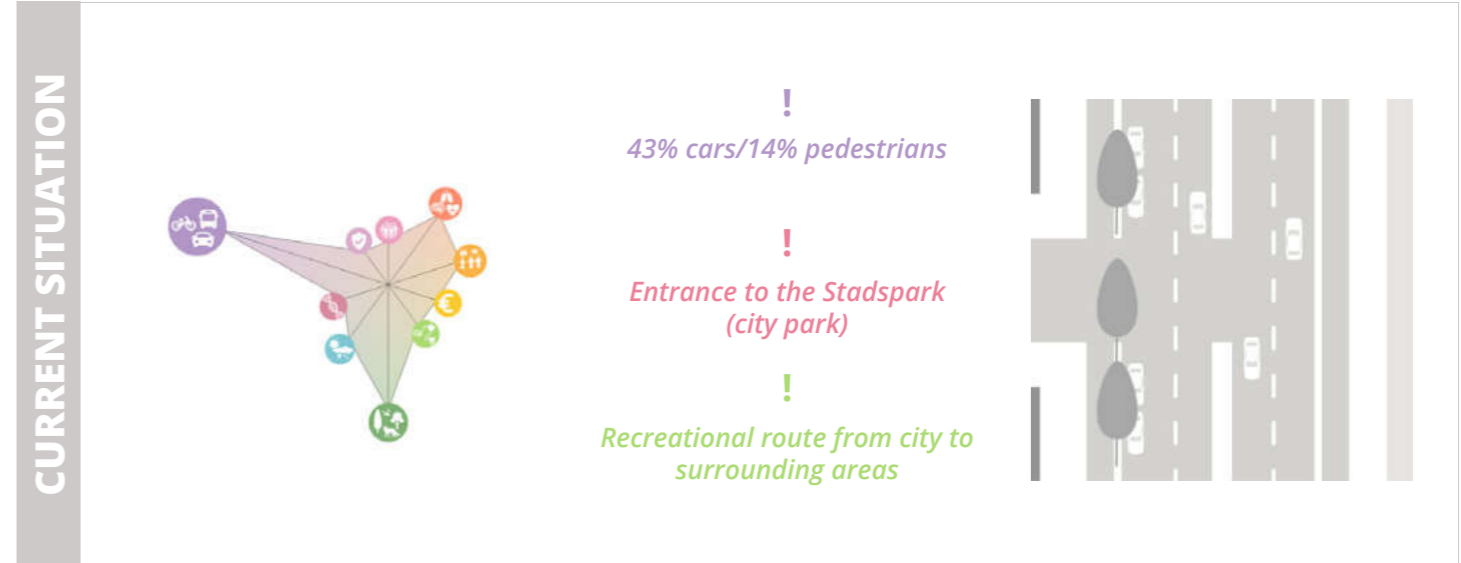 CURRENT SITUATION
!
43% cars/14% pedestrians
!
Entrance to the Stadspark
(city park)
!
Recreational route from city to
surrounding areas
€